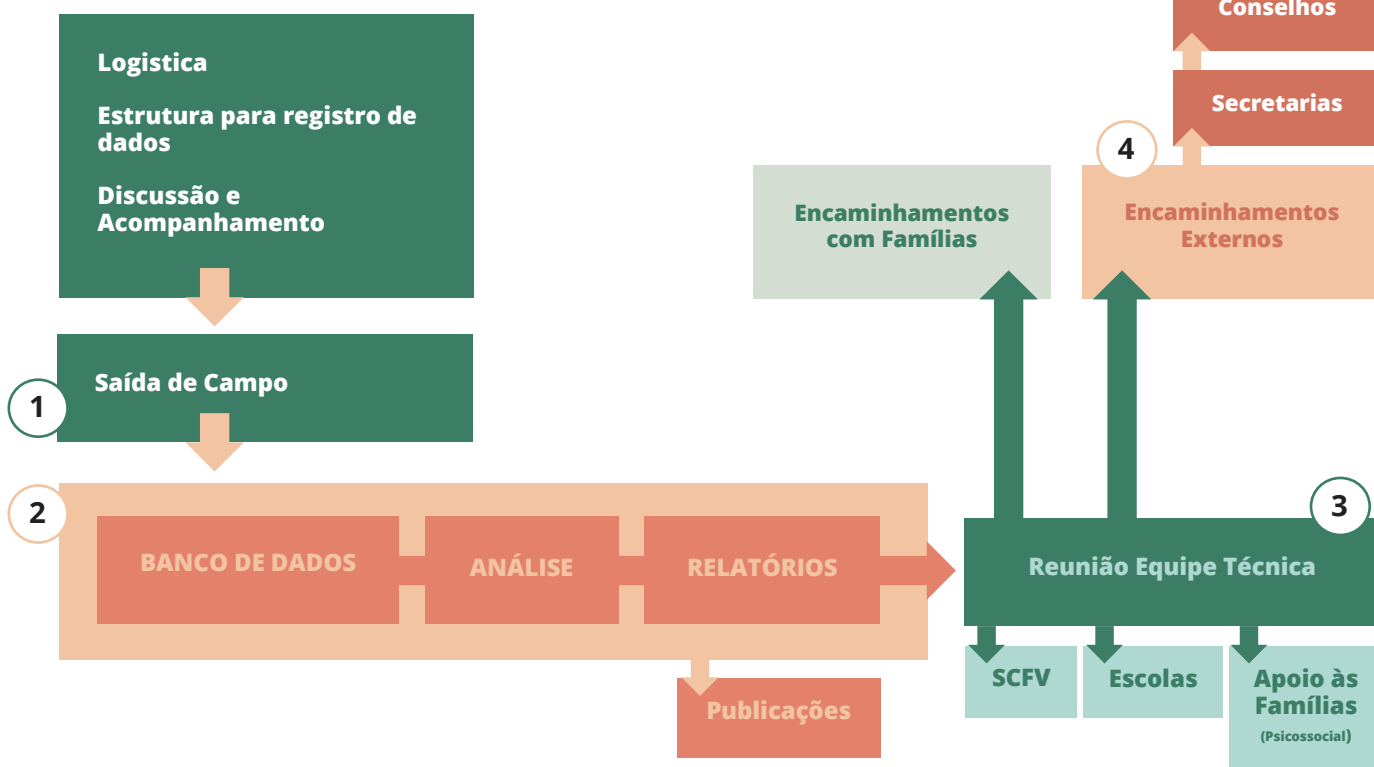 Logistica
Estrutura para registro de
dados
Discussão e
Acompanhamento
1
Saída de Campo
2
BANCO DE DADOS
ANÁLISE
RELATÓRIOS
Publicações
Conselhos
Secretarias
4
Encaminhamentos
com Famílias
Encaminhamentos
Externos
3
Reunião Equipe Técnica
SCFV
Escolas
Apoio às
Famílias
(Psicossocial)